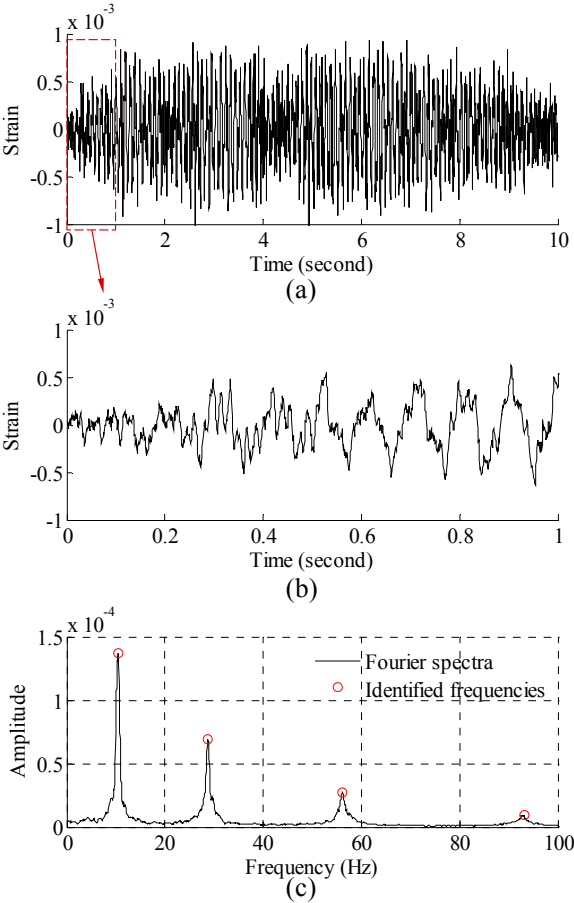 x 10-3
1
0.5
0
-0.5
-1
Strain
0 2 4 6 8 10
Time (second)
(a)
x 10-3
1
0.5
0
-0.5
-1
Strain
0 0.2 0.4 0.6 0.8 1
Time (second)
(b)
x 10-4
1.5
1
0.5
0
Amplitude
Fourier spectra
Identified frequencies
0 20 40 60 80 100
Frequency (Hz)
(c)